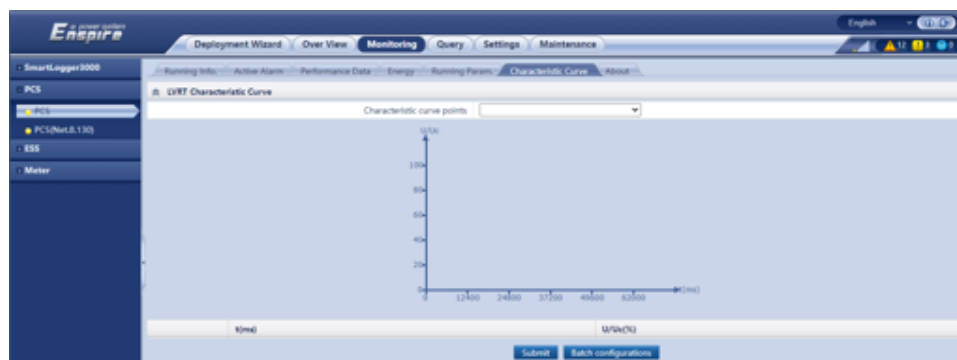 Enspire
English
Deployment Wizard Over View Monitoring Query Settings Maintenance
12
SmartLogger3000
Running Info. Active Alarm Performance Data Energy Running Param. Characteristic Curve About
PCS
LVRT Characteristic Curve
PCS
Characteristic curve points
PCS(Net.8.130)
ESS
Meter
100
80
60
40
20
0
0 12400 24800 37200 49600 62000 t(ms)
t(ms) U/Un(%)
Submit Batch configurations